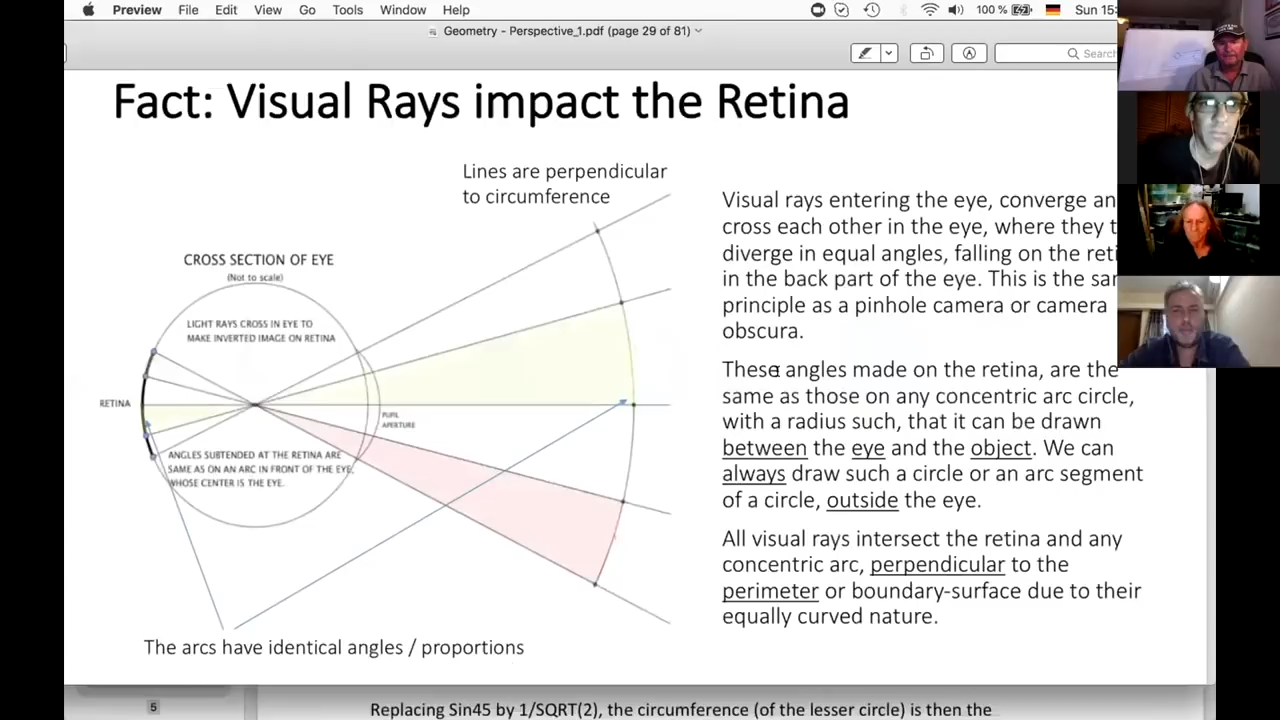 Preview File Edit View Go Tools Window Help 100 % Sun 15:
Geometry - Perspective_1.pdf (page 29 of 81)
Search
Fact: Visual Rays impact the Retina
Lines are perpendicular
to circumference
CROSS SECTION OF EYE
(Not to scale)
LIGHT RAYS CROSS IN EYE TO
MAKE INVERTED IMAGE ON RETINA
RETINA
PUPIL
APERTURE
ANGLES SUBTENDED AT THE RETINA ARE
SAME AS ON AN ARC IN FRONT OF THE EYE,
WHOSE CENTER IS THE EYE.
The arcs have identical angles / proportions
Visual rays entering the eye, converge an
cross each other in the eye, where they t
diverge in equal angles, falling on the reti
in the back part of the eye. This is the sam
principle as a pinhole camera or camera
obscura.
These angles made on the retina, are the
same as those on any concentric arc circle,
with a radius such, that it can be drawn
between the eye and the object. We can
always draw such a circle or an arc segment
of a circle, outside the eye.
All visual rays intersect the retina and any
concentric arc, perpendicular to the
perimeter or boundary-surface due to their
equally curved nature.
5
Replacing Sin45 by 1/SQRT(2), the circumference (of the lesser circle) is then the